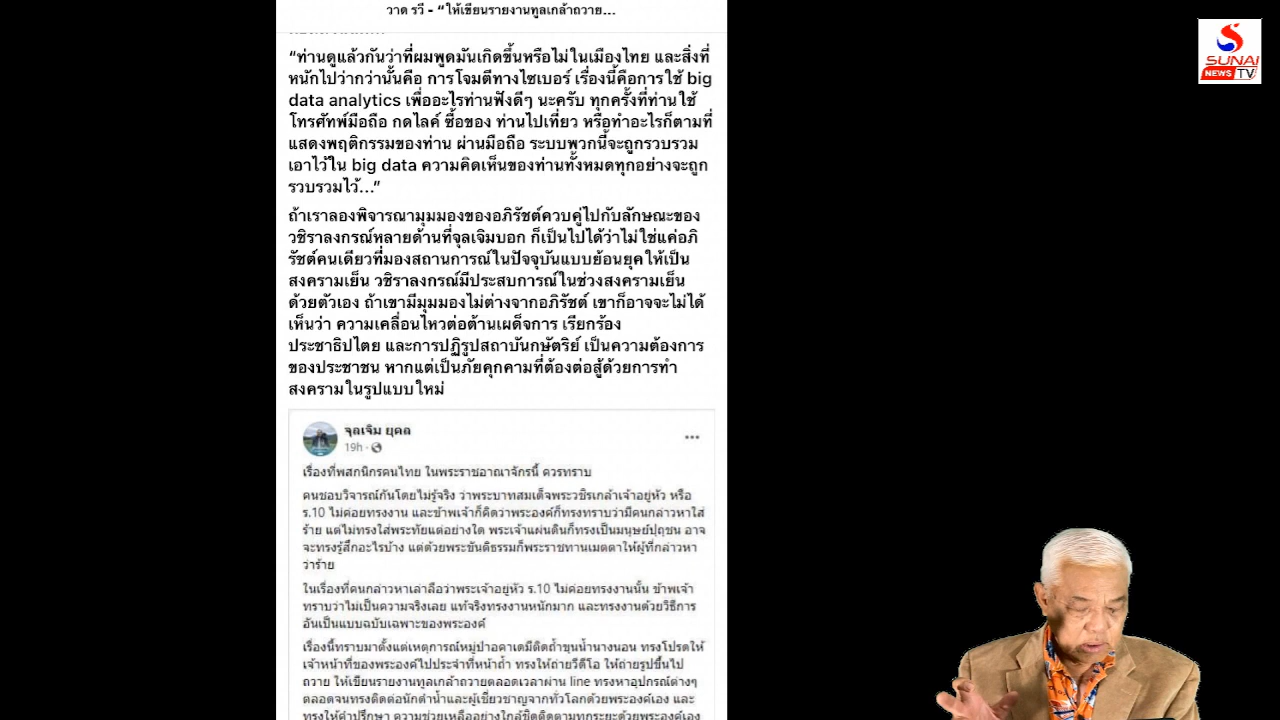 วาด รวี - “ให้เขียนรายงานทูลเกล้าถวาย...
“ท่านดูแล้วกันว่าที่ผมพูดมันเกิดขึ้นหรือไม่ในเมืองไทย และสิ่งที่
หนักไปว่ากว่านั้นคือ การโจมตีทางไซเบอร์ เรื่องนี้คือการใช้ big
data analytics เพื่ออะไรท่านฟังดีๆ นะครับ ทุกครั้งที่ท่านใช้
โทรศัทพ์มือถือ กดไลค์ ซื้อของ ท่านไปเที่ยว หรือทำอะไรก็ตามที่
แสดงพฤติกรรมของท่าน ผ่านมือถือ ระบบพวกนี้จะถูกรวบรวม
เอาไว้ใน big data ความคิดเห็นของท่านทั้งหมดทุกอย่างจะถูก
รวบรวมไว้...”
ถ้าเราลองพิจารณามุมมองของอภิรัชต์ควบคู่ไปกับลักษณะของ
วชิราลงกรณ์หลายด้านที่จุลเจิมบอก ก็เป็นไปได้ว่าไม่ใช่แค่อภิ
รัชต์คนเดียวที่มองสถานการณ์ในปัจจุบันแบบย้อนยุคให้เป็น
สงครามเย็น วชิราลงกรณ์มีประสบการณ์ในช่วงสงครามเย็น
ด้วยตัวเอง ถ้าเขามีมุมมองไม่ต่างจากอภิรัชต์ เขาก็อาจจะไม่ได้
เห็นว่า ความเคลื่อนไหวต่อต้านเผด็จการ เรียกร้อง
ประชาธิปไตย และการปฏิรูปสถาบันกษัตริย์ เป็นความต้องการ
ของประชาชน หากแต่เป็นภัยคุกคามที่ต้องต่อสู้ด้วยการทำ
สงครามในรูปแบบใหม่
จุลเจิม ยุคล
19h ·
เรื่องที่พสกนิกรคนไทย ในพระราชอาณาจักรนี้ ควรทราบ
คนชอบวิจารณ์กันโดยไม่รู้จริง ว่าพระบาทสมเด็จพระวชิรเกล้าเจ้าอยู่หัว หรือ
ร.10 ไม่ค่อยทรงงาน และข้าพเจ้าก็คิดว่าพระองค์ก็ทรงทราบว่ามีคนกล่าวหาใส่
ร้าย แต่ไม่ทรงใส่พระทัยแต่อย่างใด พระเจ้าแผ่นดินก็ทรงเป็นมนุษย์ปุถุชน อาจ
จะทรงรู้สึกอะไรบ้าง แต่ด้วยพระขันติธรรมก็พระราชทานเมตตาให้ผู้ที่กล่าวหา
ว่าร้าย
ในเรื่องที่คนกล่าวหาเล่าลือว่าพระเจ้าอยู่หัว ร.10 ไม่ค่อยทรงงานนั้น ข้าพเจ้า
ทราบว่าไม่เป็นความจริงเลย แท้จริงทรงงานหนักมาก และทรงงานด้วยวิธีการ
อันเป็นแบบฉบับเฉพาะของพระองค์
เรื่องนี้ทราบมาตั้งแต่เหตุการณ์หมู่ป่าอคาเดมีติดถ้ำขุนน้ำนางนอน ทรงโปรดให้
เจ้าหน้าที่ของพระองค์ไปประจำที่หน้าถ้ำ ทรงให้ถ่ายวีดีโอ ให้ถ่ายรูปขึ้นไป
ถวาย ให้เขียนรายงานทูลเกล้าถวายตลอดเวลาผ่าน line ทรงหาอุปกรณ์ต่างๆ
ตลอดจนทรงติดต่อนักดำน้ำและผู้เชี่ยวชาญจากทั่วโลกด้วยพระองค์เอง และ
ทรงให้คำปรึกษา ความช่วยเหลืออย่างใกล้ชิดติดตามทุกระยะด้วยพระองค์เอง
SUNAI
NEWS TV